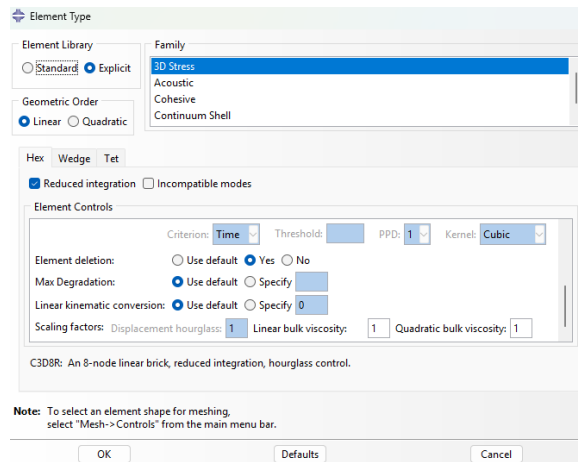 Element Type
Element Library
Standard Explicit
Family
3D Stress
Acoustic
Cohesive
Continuum Shell
Geometric Order
Linear Quadratic
Hex Wedge Tet
Reduced integration Incompatible modes
Element Controls
Criterion: Time Threshold: PPD: 1 Kernel: Cubic
Element deletion: Use default Yes No
Max Degradation: Use default Specify
Linear kinematic conversion: Use default Specify 0
Scaling factors: Displacement hourglass: 1 Linear bulk viscosity: 1 Quadratic bulk viscosity: 1
C3D8R: An 8-node linear brick, reduced integration, hourglass control.
Note: To select an element shape for meshing,
select "Mesh->Controls" from the main menu bar.
OK Defaults Cancel